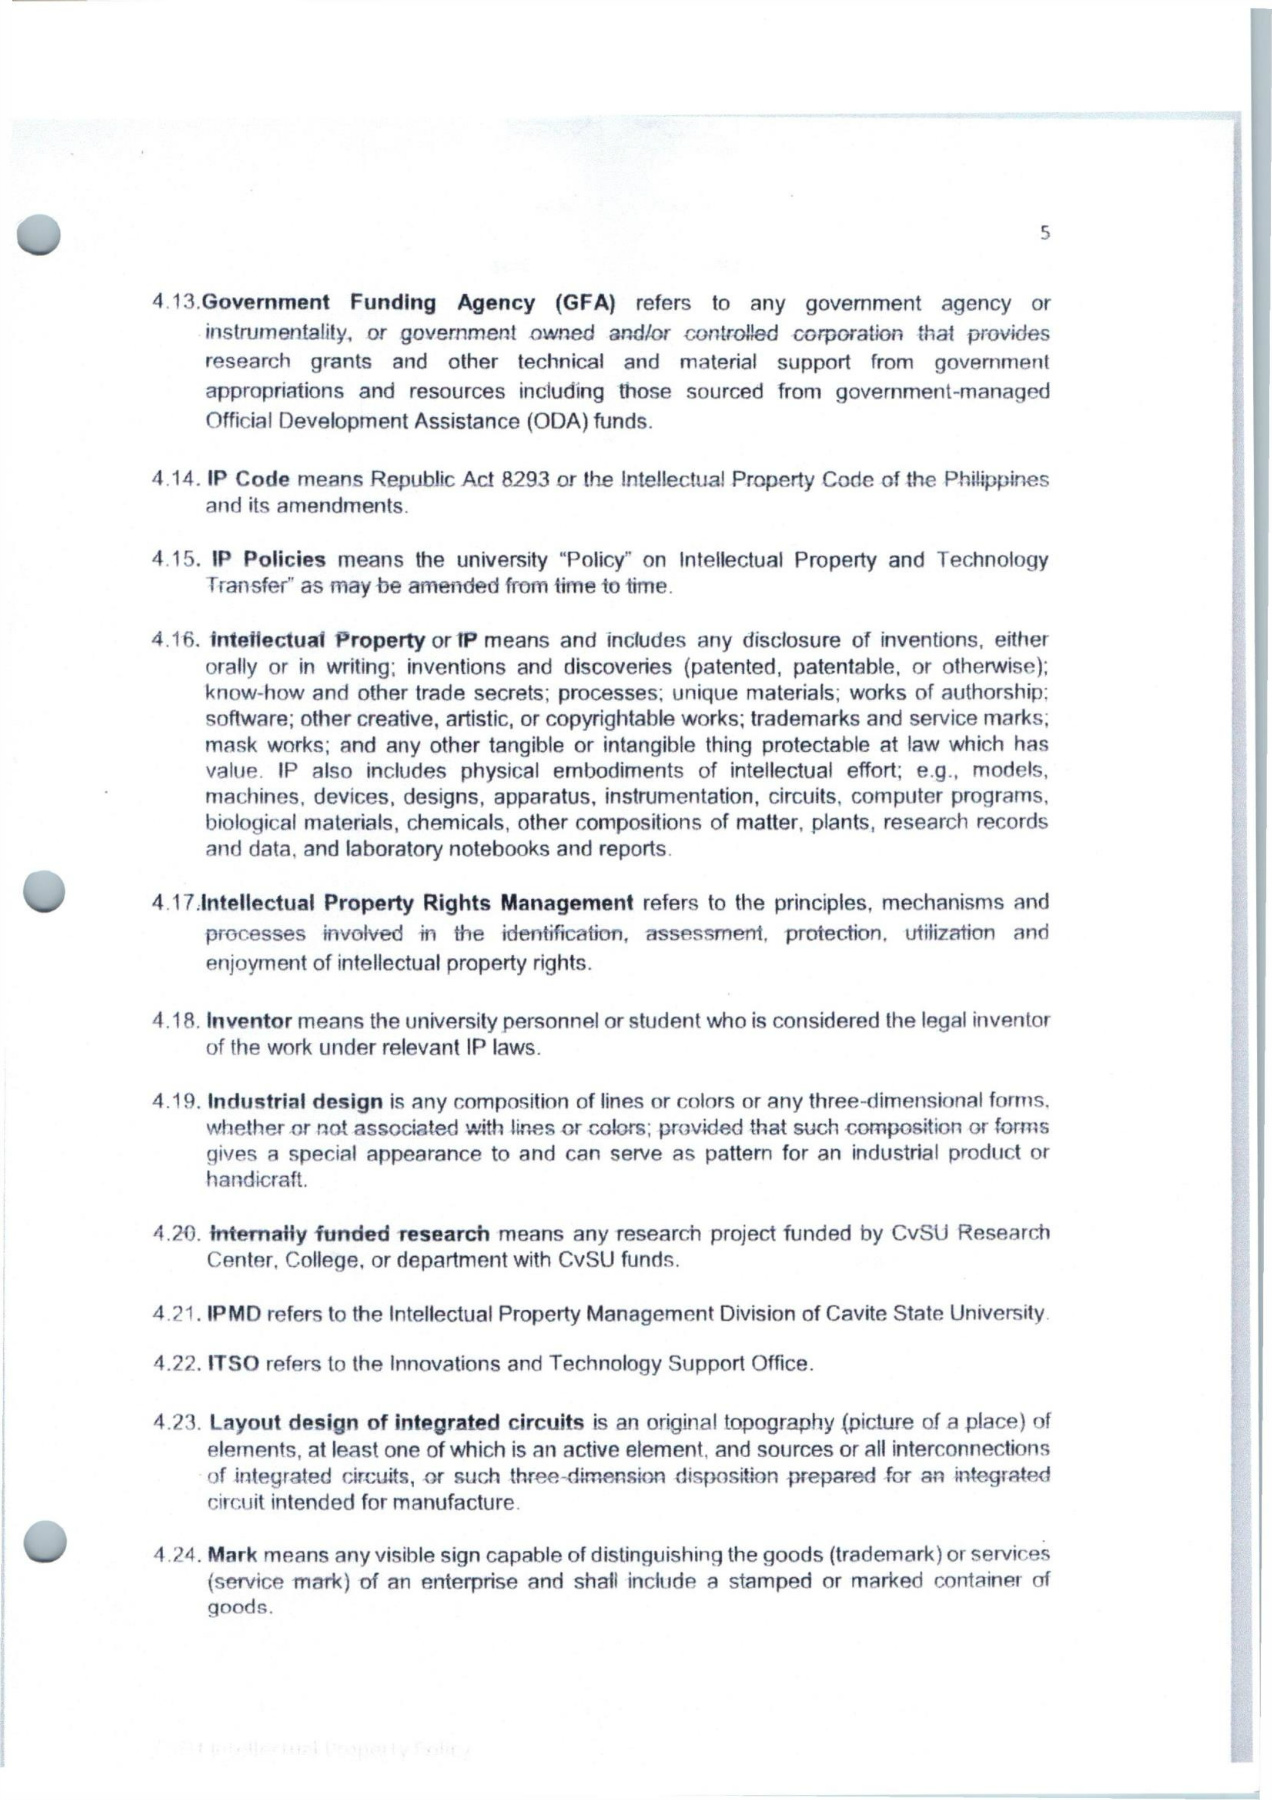 5
4.13.Government Funding Agency (GFA) refers to any government agency or
instrumentality, or government owned and/or controlled corporation that provides
research grants and other technical and material support from government
appropriations and resources including those sourced from government-managed
Official Development Assistance (ODA) funds.
4.14. IP Code means Republic Act 8293 or the Intellectual Property Code of the Philippines
and its amendments.
4.15. IP Policies means the university "Policy" on Intellectual Property and Technology
Transfer" as may be amended from time to time.
4.16. Intellectual Property or IP means and includes any disclosure of inventions, either
orally or in writing; inventions and discoveries (patented, patentable, or otherwise);
know-how and other trade secrets; processes; unique materials; works of authorship;
software; other creative, artistic, or copyrightable works; trademarks and service marks;
mask works; and any other tangible or intangible thing protectable at law which has
value. IP also includes physical embodiments of intellectual effort; e.g., models,
machines, devices, designs, apparatus, instrumentation, circuits, computer programs,
biological materials, chemicals, other compositions of matter, plants, research records
and data, and laboratory notebooks and reports.
4.17.Intellectual Property Rights Management refers to the principles, mechanisms and
processes involved in the identification, assessment, protection, utilization and
enjoyment of intellectual property rights.
4.18. Inventor means the university personnel or student who is considered the legal inventor
of the work under relevant IP laws.
4.19. Industrial design is any composition of lines or colors or any three-dimensional forms,
whether or not associated with lines or colors; provided that such composition or forms
gives a special appearance to and can serve as pattern for an industrial product or
handicraft.
4.20. Internally funded research means any research project funded by CvSU Research
Center, College, or department with CvSU funds.
4.21. IPMD refers to the Intellectual Property Management Division of Cavite State University.
4.22. ITSO refers to the Innovations and Technology Support Office.
4.23. Layout design of integrated circuits is an original topography (picture of a place) of
elements, at least one of which is an active element, and sources or all interconnections
of integrated circuits, or such three-dimension disposition prepared for an integrated
circuit intended for manufacture.
4.24. Mark means any visible sign capable of distinguishing the goods (trademark) or services
(service mark) of an enterprise and shall include a stamped or marked container of
goods.
Intellectual Property Policy